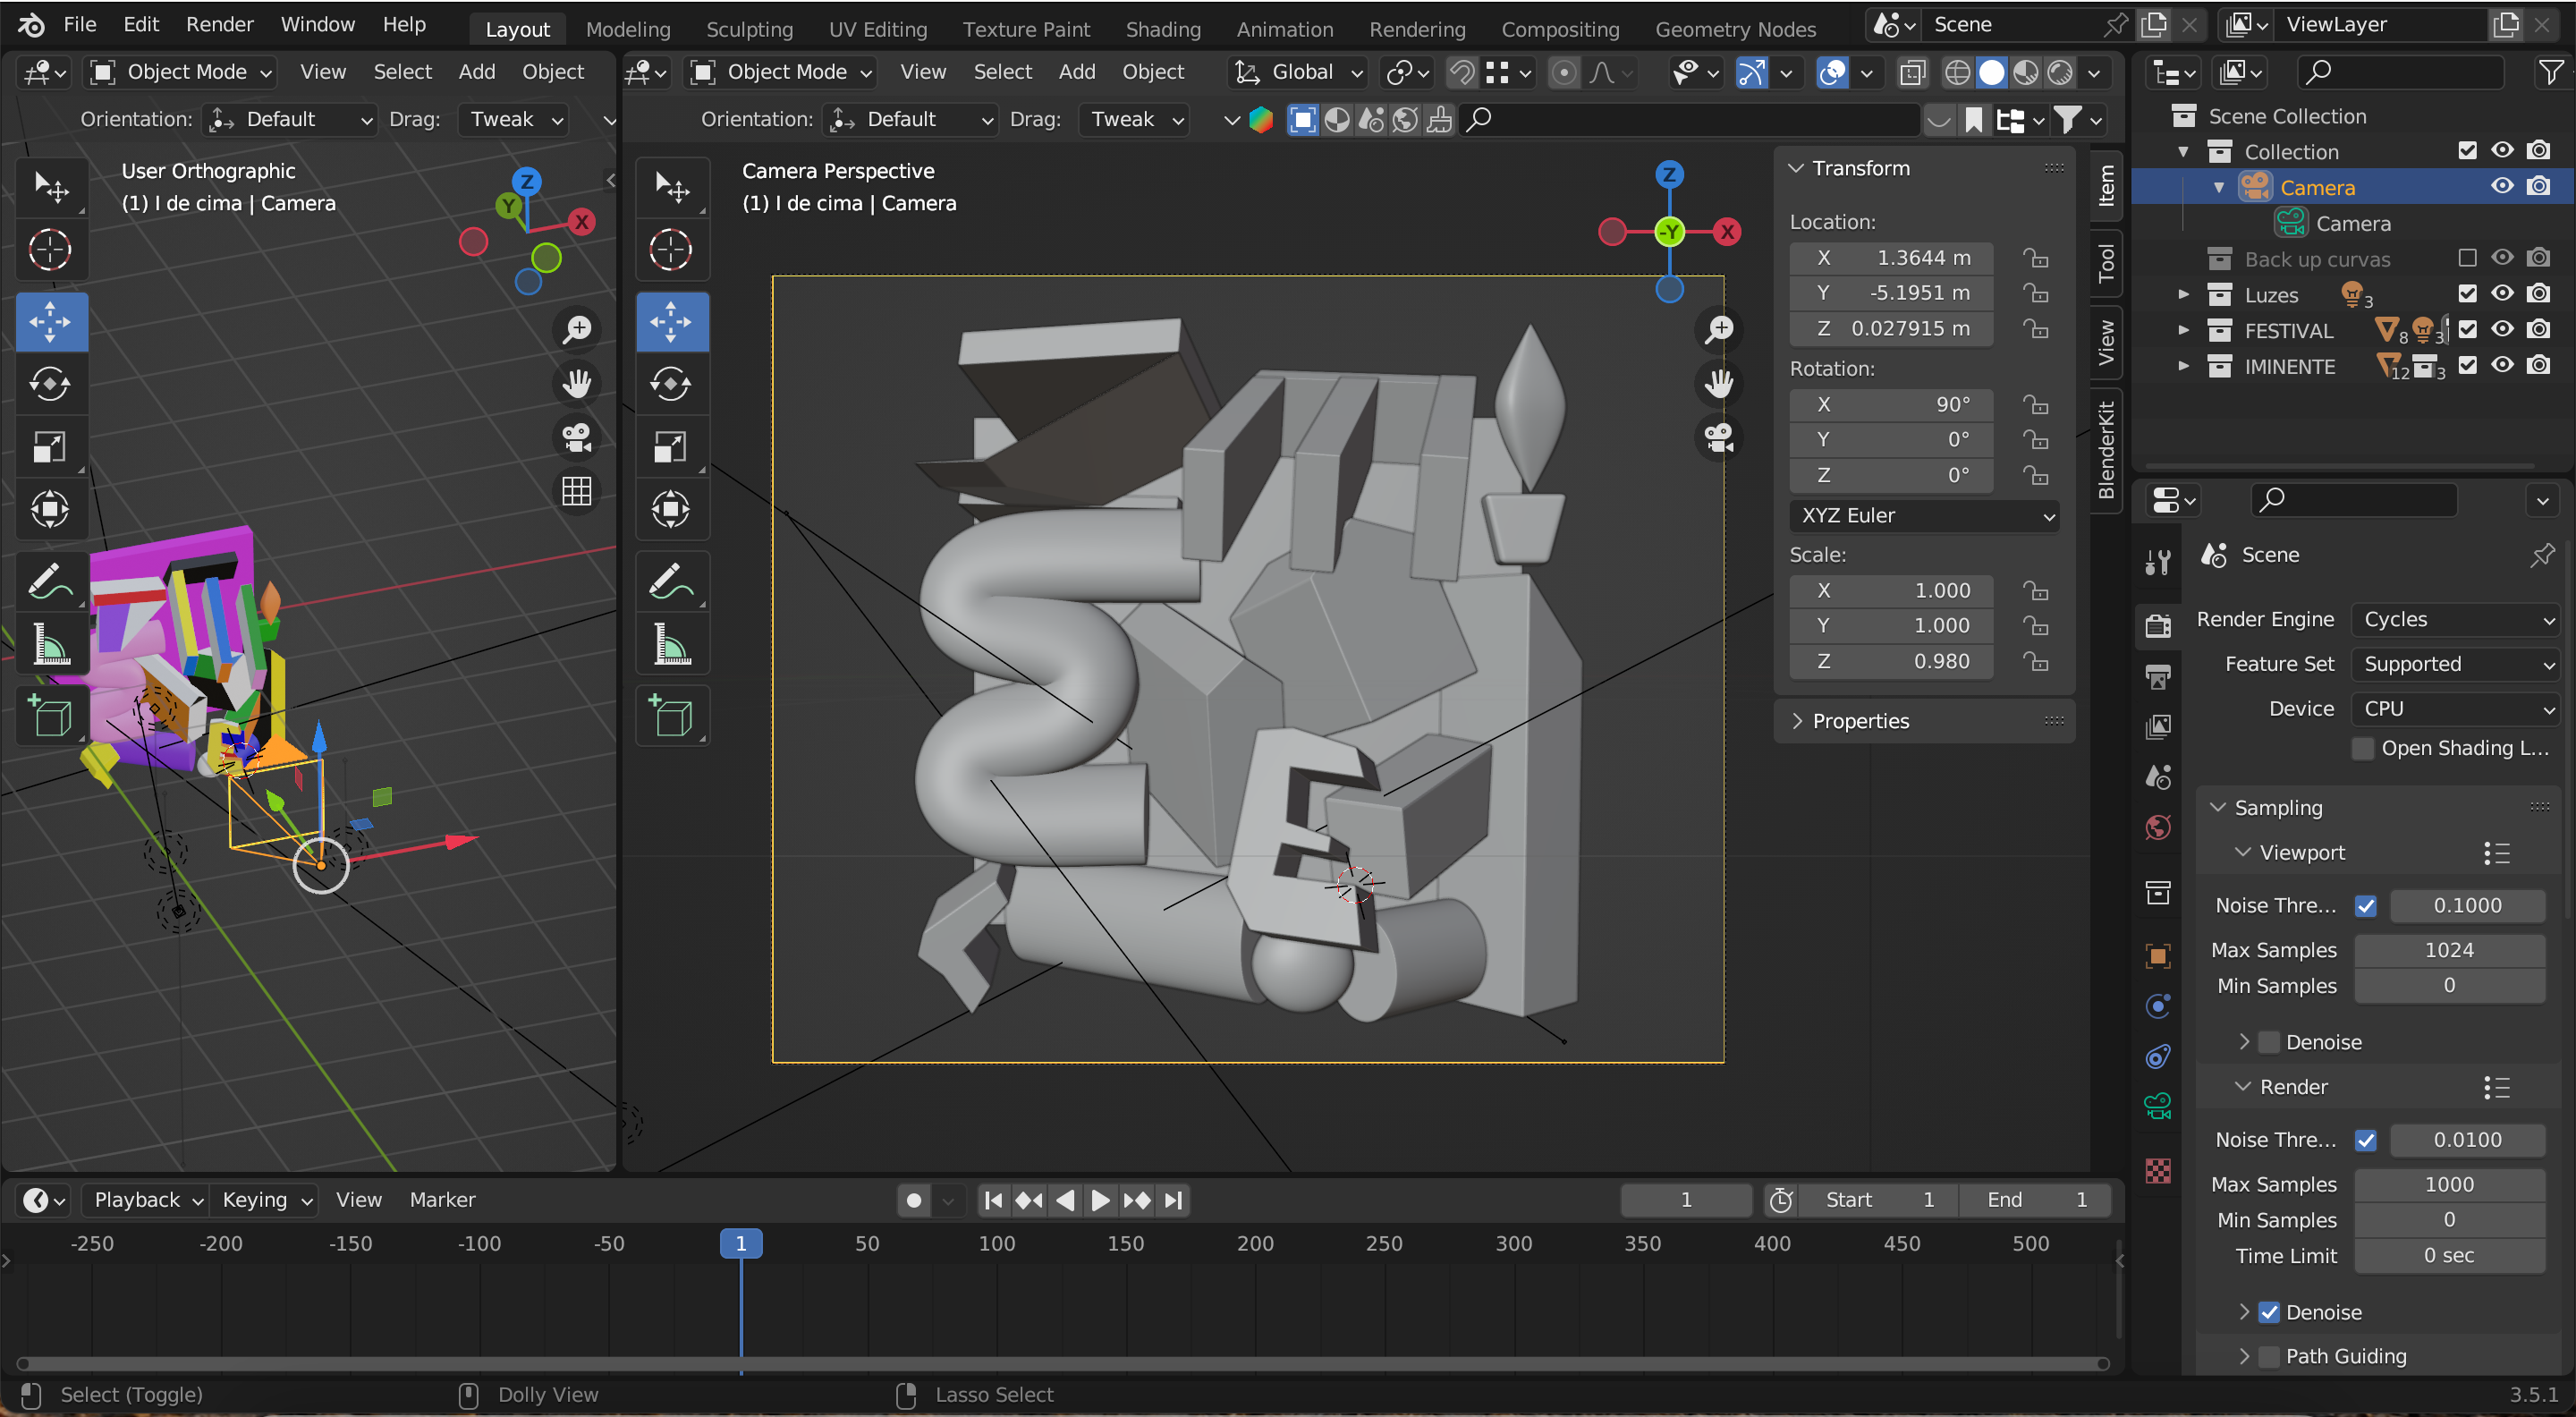 File Edit Render Window Help Layout Modeling Sculpting UV Editing Texture Paint Shading Animation Rendering Compositing Geometry Nodes Scene ViewLayer
Object Mode View Select Add Object Object Mode View Select Add Object Global
Orientation: Default Drag: Tweak Orientation: Default Drag: Tweak
User Orthographic
(1) I de cima | Camera
Z
Y
X
Camera Perspective
(1) I de cima | Camera
Z
-Y
X
Transform
Location:
X 1.3644 m
Y -5.1951 m
Z 0.027915 m
Rotation:
X 90°
Y 0°
Z 0°
XYZ Euler
Scale:
X 1.000
Y 1.000
Z 0.980
Properties
Item
Tool
View
BlenderKit
Scene Collection
Collection
Camera
Camera
Back up curvas
Luzes 3
FESTIVAL 8 3
IMINENTE 12 3
Scene
Render Engine Cycles
Feature Set Supported
Device CPU
Open Shading L...
Sampling
Viewport
Noise Thre... 0.1000
Max Samples 1024
Min Samples 0
Denoise
Render
Noise Thre... 0.0100
Max Samples 1000
Min Samples 0
Time Limit 0 sec
Denoise
Path Guiding
Playback Keying View Marker 1 Start 1 End 1
-250 -200 -150 -100 -50 1 50 100 150 200 250 300 350 400 450 500
Select (Toggle) Dolly View Lasso Select 3.5.1